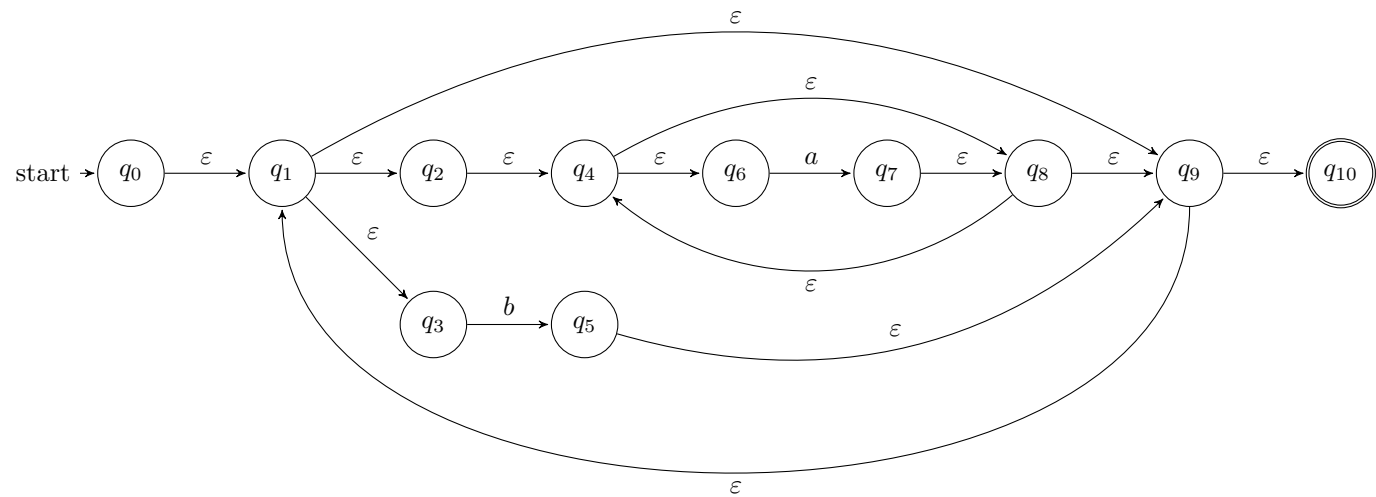 ε
ε
start q₀ ε q₁ ε q₂ ε q₄ ε q₆ a q₇ ε q₈ ε q₉ ε q₁₀
ε
ε
q₃ b q₅ ε
ε